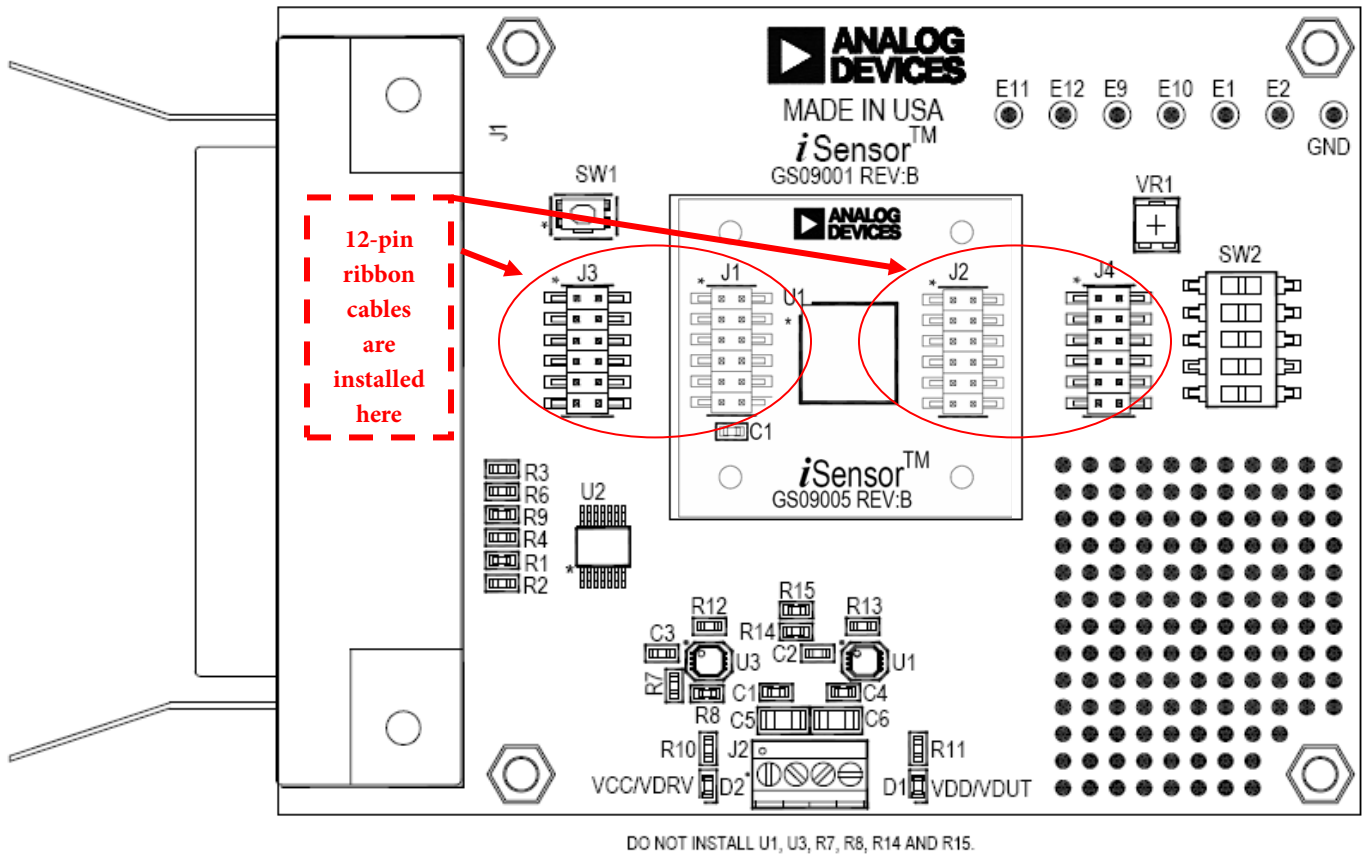 ANALOG
DEVICES
MADE IN USA
iSensor™
GS09001 REV:B
E11 E12 E9 E10 E1 E2
GND
J1
SW1
VR1
SW2
12-pin
ribbon
cables
are
installed
here
ANALOG
DEVICES
* J3
* J1
* J2
* J4
U1
*
C1
iSensor™
GS09005 REV:B
R3
R6
R9
R4
R1
R2
U2
*
R12
R15
R13
R14
C3
U3
C2
U1
R7
R8
C1
C4
C5
C6
R10
J2
R11
VCC/VDRV
D2
*
D1
VDD/VDUT
DO NOT INSTALL U1, U3, R7, R8, R14 AND R15.